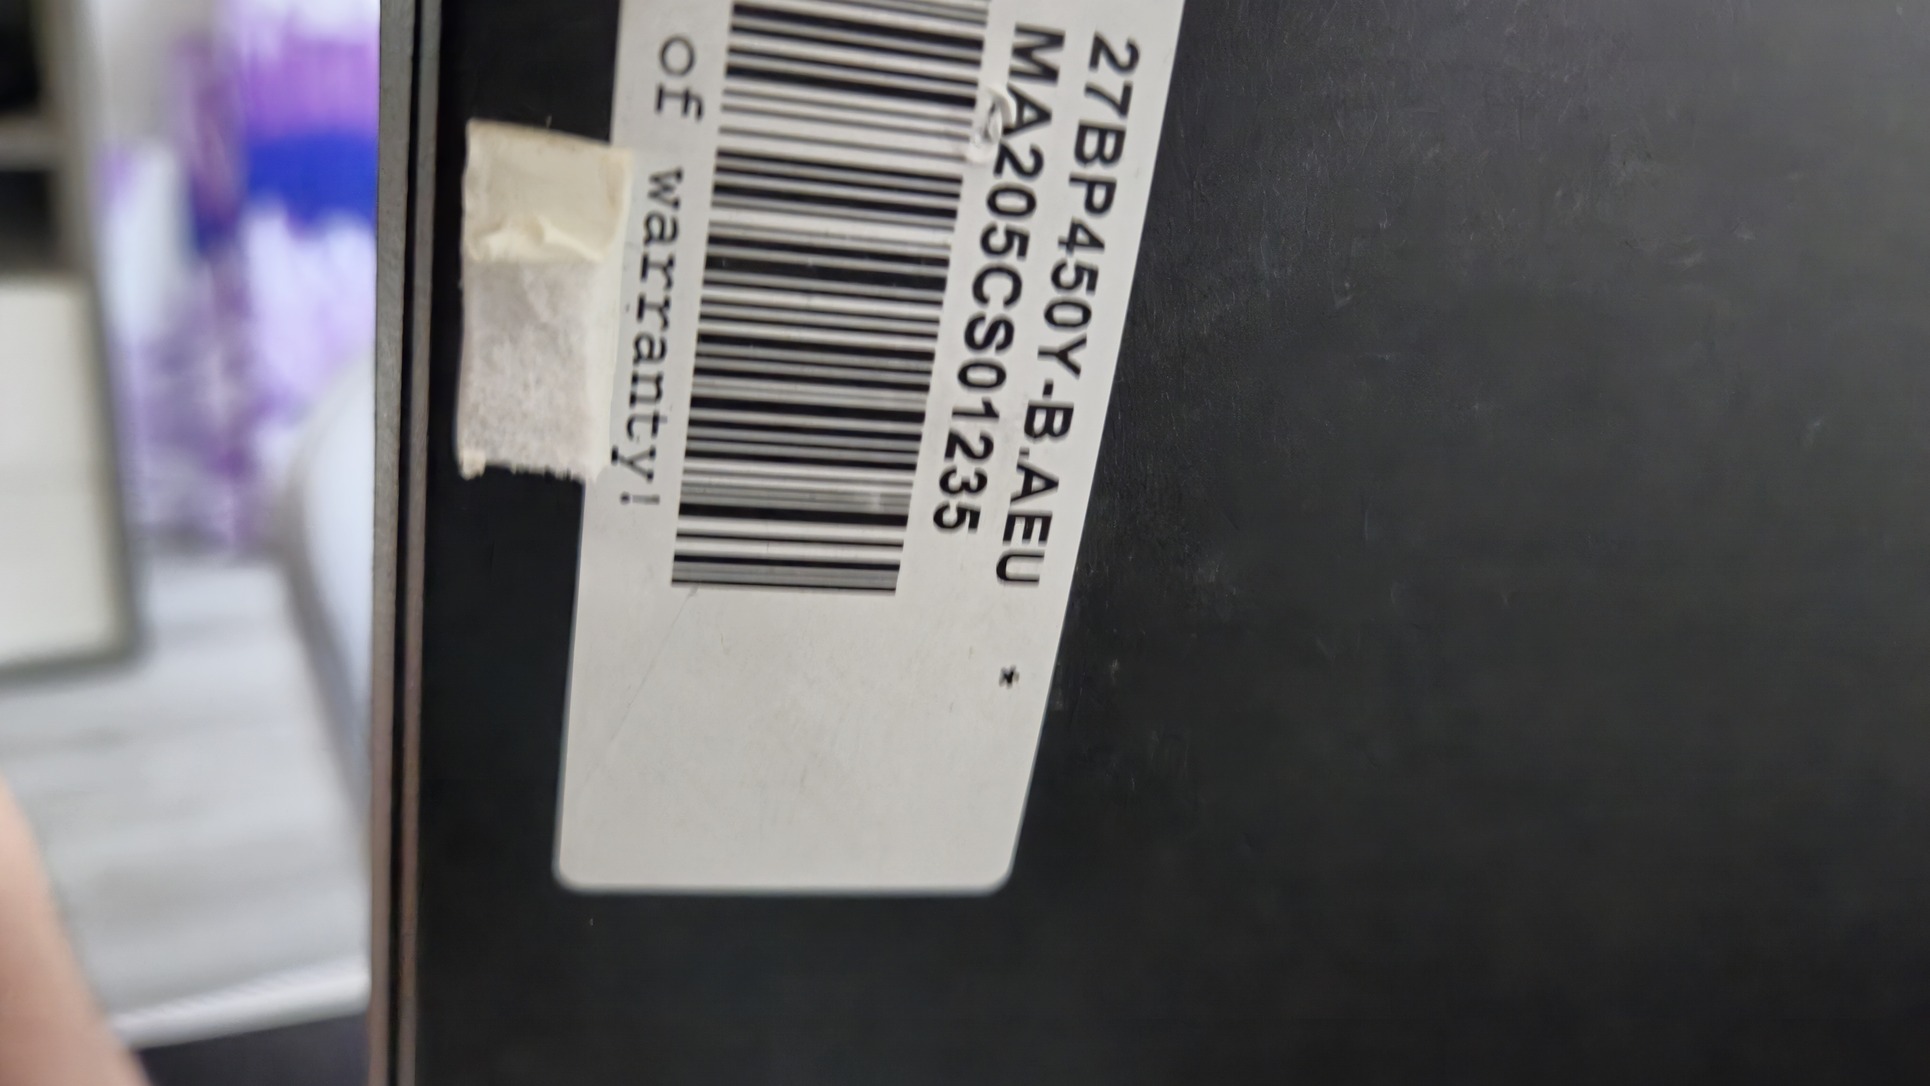 27BP450Y-B.AEU *
MA205CS01235
of warranty!